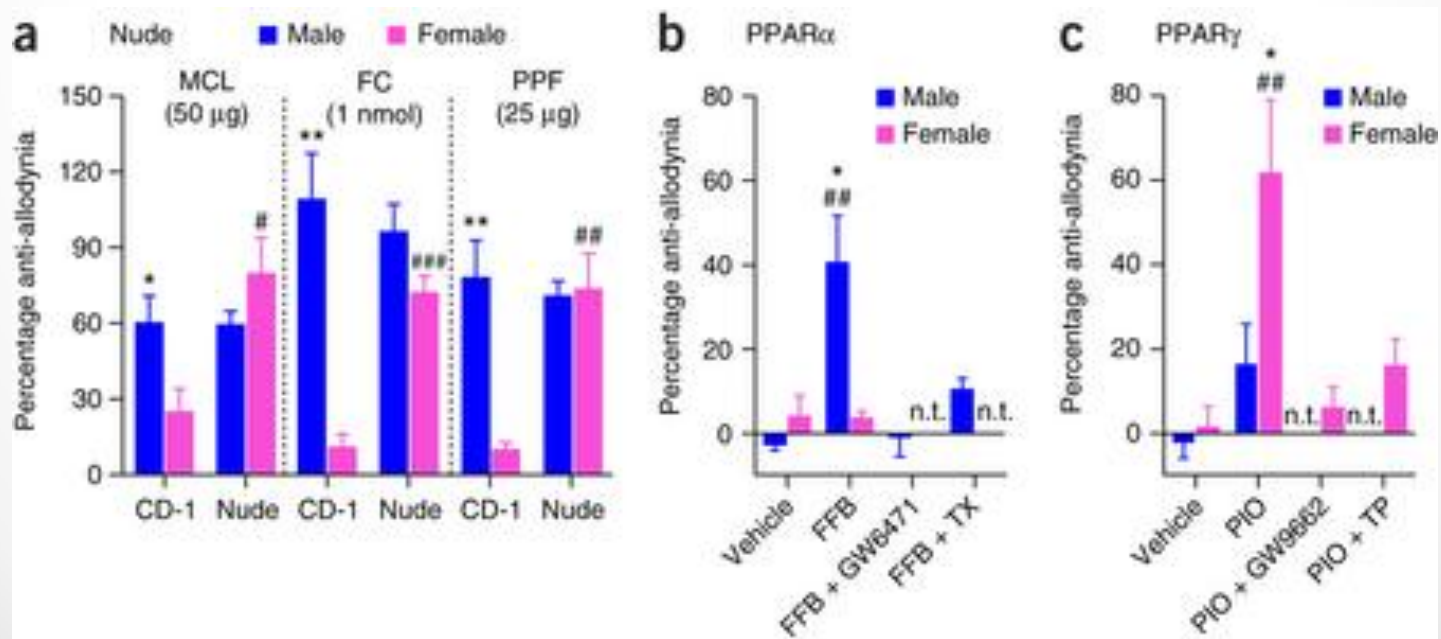 a Nude Male Female
MCL FC PPF
(50 µg) (1 nmol) (25 µg)
Percentage anti-allodynia
150
120
90
60
30
0
* # ** ### ** ##
CD-1 Nude CD-1 Nude CD-1 Nude
b PPARα
Male
Female
Percentage anti-allodynia
80
60
40
20
0
*
##
n.t. n.t.
Vehicle
FFB
FFB + GW6471
FFB + TX
c PPARγ
Male
Female
Percentage anti-allodynia
80
60
40
20
0
*
##
n.t. n.t.
Vehicle
PIO
PIO + GW9662
PIO + TP